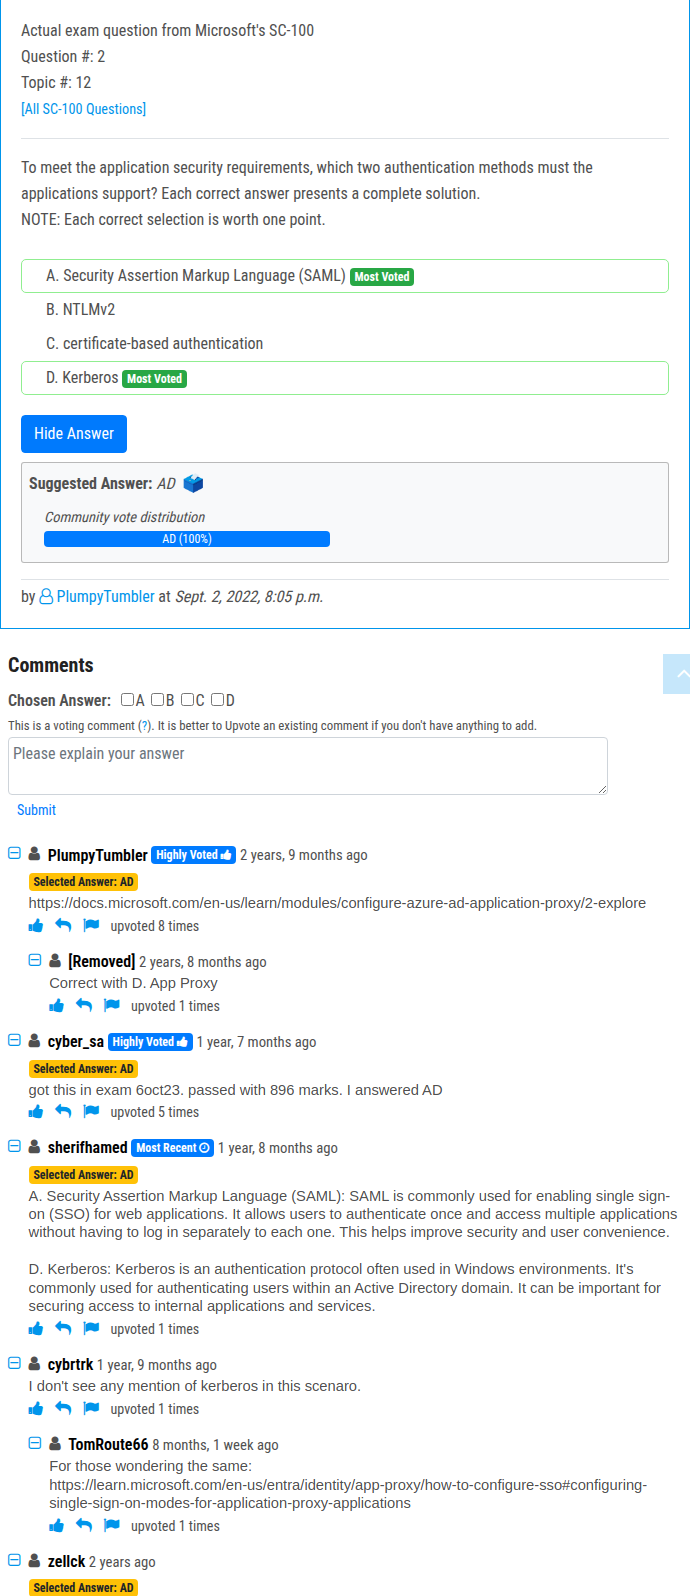 Actual exam question from Microsoft's SC-100
Question #: 2
Topic #: 12
[All SC-100 Questions]
To meet the application security requirements, which two authentication methods must the
applications support? Each correct answer presents a complete solution.
NOTE: Each correct selection is worth one point.
A. Security Assertion Markup Language (SAML) Most Voted
B. NTLMv2
C. certificate-based authentication
D. Kerberos Most Voted
Hide Answer
Suggested Answer: AD
Community vote distribution
AD (100%)
by PlumpyTumbler at Sept. 2, 2022, 8:05 p.m.
Comments
Chosen Answer: A B C D
This is a voting comment (?). It is better to Upvote an existing comment if you don't have anything to add.
Please explain your answer
Submit
PlumpyTumbler Highly Voted 2 years, 9 months ago
Selected Answer: AD
https://docs.microsoft.com/en-us/learn/modules/configure-azure-ad-application-proxy/2-explore
upvoted 8 times
[Removed] 2 years, 8 months ago
Correct with D. App Proxy
upvoted 1 times
cyber_sa Highly Voted 1 year, 7 months ago
Selected Answer: AD
got this in exam 6oct23. passed with 896 marks. I answered AD
upvoted 5 times
sherifhamed Most Recent 1 year, 8 months ago
Selected Answer: AD
A. Security Assertion Markup Language (SAML): SAML is commonly used for enabling single sign-
on (SSO) for web applications. It allows users to authenticate once and access multiple applications
without having to log in separately to each one. This helps improve security and user convenience.
D. Kerberos: Kerberos is an authentication protocol often used in Windows environments. It's
commonly used for authenticating users within an Active Directory domain. It can be important for
securing access to internal applications and services.
upvoted 1 times
cybrtrk 1 year, 9 months ago
I don't see any mention of kerberos in this scenaro.
upvoted 1 times
TomRoute66 8 months, 1 week ago
For those wondering the same:
https://learn.microsoft.com/en-us/entra/identity/app-proxy/how-to-configure-sso#configuring-
single-sign-on-modes-for-application-proxy-applications
upvoted 1 times
zellck 2 years ago
Selected Answer: AD